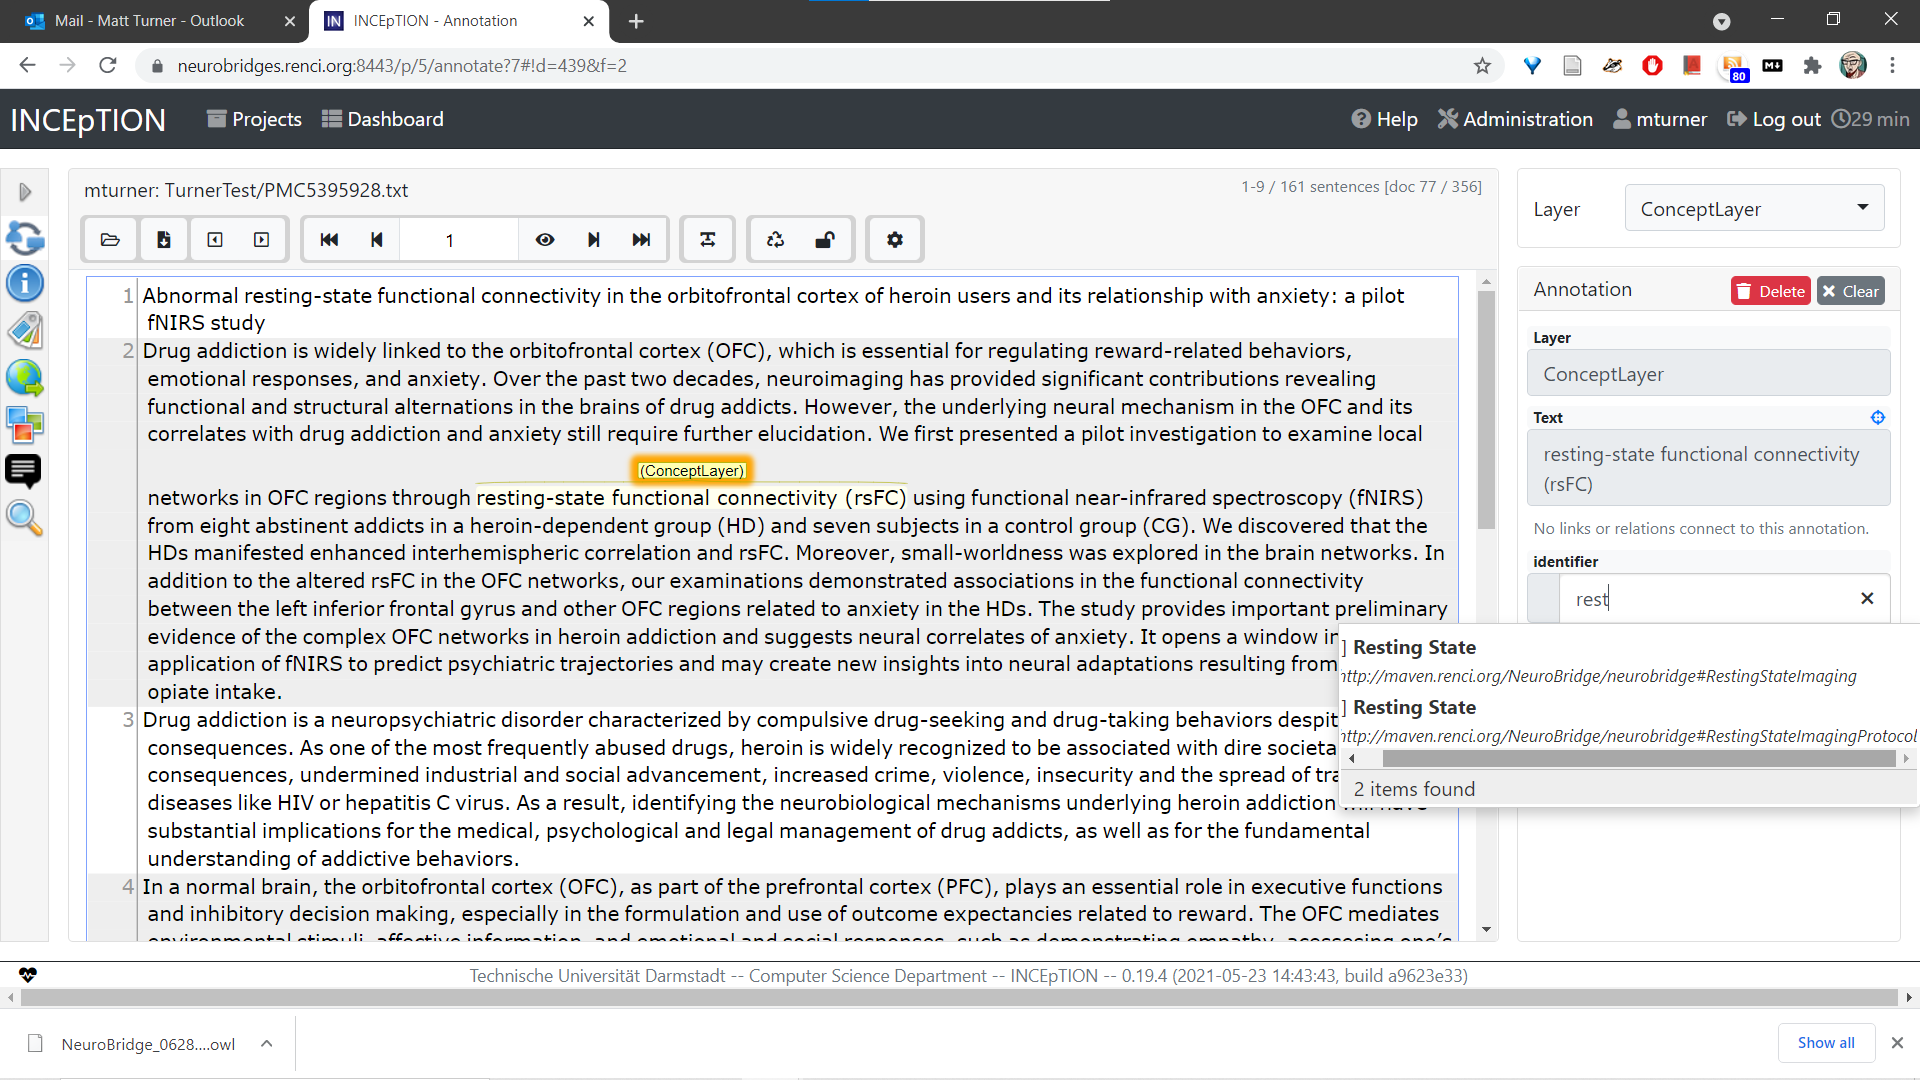 Mail - Matt Turner - Outlook
IN INCEpTION - Annotation
neurobridges.renci.org:8443/p/5/annotate?7#!d=439&f=2
80
INCEpTION Projects Dashboard Help Administration mturner Log out 29 min
mturner: TurnerTest/PMC5395928.txt
1-9 / 161 sentences [doc 77 / 356]
1
1 Abnormal resting-state functional connectivity in the orbitofrontal cortex of heroin users and its relationship with anxiety: a pilot
fNIRS study
2 Drug addiction is widely linked to the orbitofrontal cortex (OFC), which is essential for regulating reward-related behaviors,
emotional responses, and anxiety. Over the past two decades, neuroimaging has provided significant contributions revealing
functional and structural alternations in the brains of drug addicts. However, the underlying neural mechanism in the OFC and its
correlates with drug addiction and anxiety still require further elucidation. We first presented a pilot investigation to examine local
(ConceptLayer)
networks in OFC regions through resting-state functional connectivity (rsFC) using functional near-infrared spectroscopy (fNIRS)
from eight abstinent addicts in a heroin-dependent group (HD) and seven subjects in a control group (CG). We discovered that the
HDs manifested enhanced interhemispheric correlation and rsFC. Moreover, small-worldness was explored in the brain networks. In
addition to the altered rsFC in the OFC networks, our examinations demonstrated associations in the functional connectivity
between the left inferior frontal gyrus and other OFC regions related to anxiety in the HDs. The study provides important preliminary
evidence of the complex OFC networks in heroin addiction and suggests neural correlates of anxiety. It opens a window in
application of fNIRS to predict psychiatric trajectories and may create new insights into neural adaptations resulting from
opiate intake.
3 Drug addiction is a neuropsychiatric disorder characterized by compulsive drug-seeking and drug-taking behaviors despit
consequences. As one of the most frequently abused drugs, heroin is widely recognized to be associated with dire societa
consequences, undermined industrial and social advancement, increased crime, violence, insecurity and the spread of tra
diseases like HIV or hepatitis C virus. As a result, identifying the neurobiological mechanisms underlying heroin addiction will have
substantial implications for the medical, psychological and legal management of drug addicts, as well as for the fundamental
understanding of addictive behaviors.
4 In a normal brain, the orbitofrontal cortex (OFC), as part of the prefrontal cortex (PFC), plays an essential role in executive functions
and inhibitory decision making, especially in the formulation and use of outcome expectancies related to reward. The OFC mediates
environmental stimuli, affective information, and emotional and social responses, such as demonstrating empathy, acessesing one's
Layer ConceptLayer
Annotation Delete Clear
Layer
ConceptLayer
Text
resting-state functional connectivity
(rsFC)
No links or relations connect to this annotation.
identifier
rest
] Resting State
http://maven.renci.org/NeuroBridge/neurobridge#RestingStateImaging
] Resting State
http://maven.renci.org/NeuroBridge/neurobridge#RestingStateImagingProtocol
2 items found
Technische Universität Darmstadt -- Computer Science Department -- INCEpTION -- 0.19.4 (2021-05-23 14:43:43, build a9623e33)
NeuroBridge_0628....owl
Show all